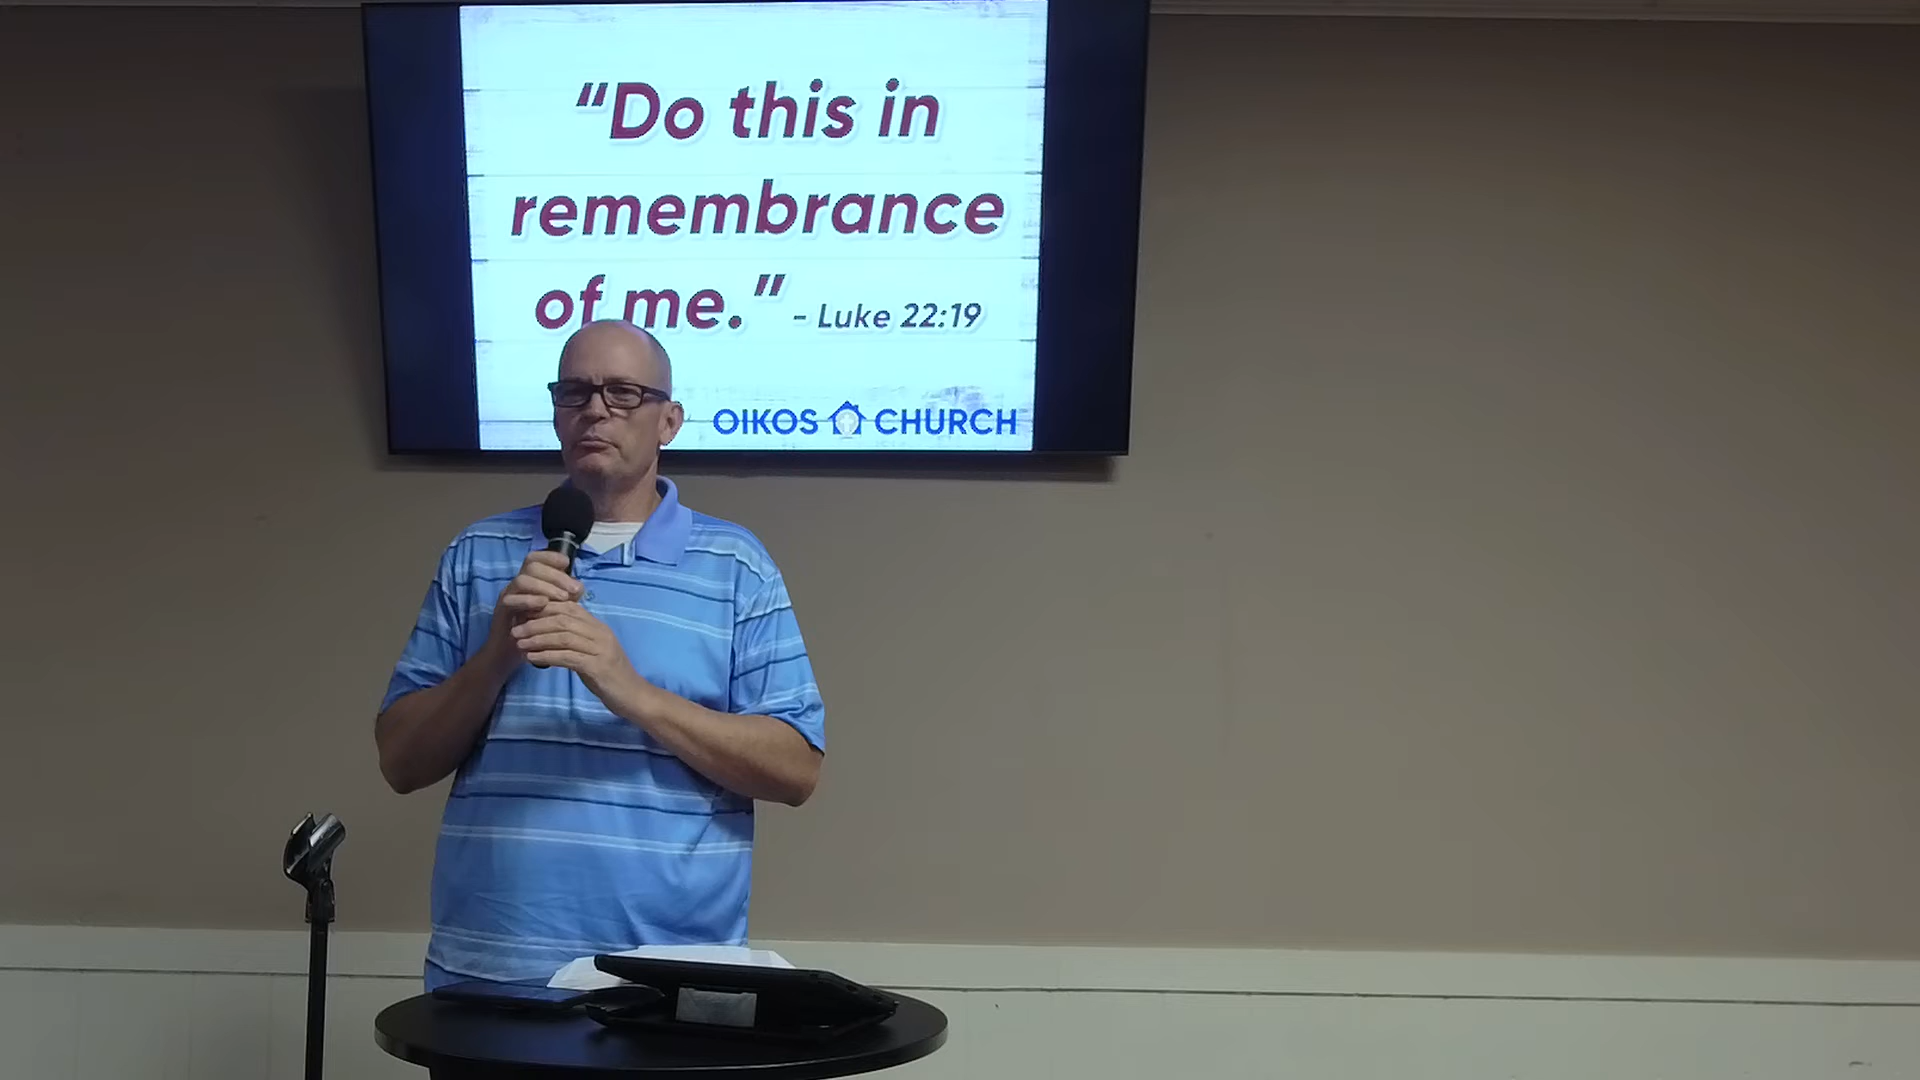 “Do this in
remembrance
of me.” - Luke 22:19
OIKOS CHURCH